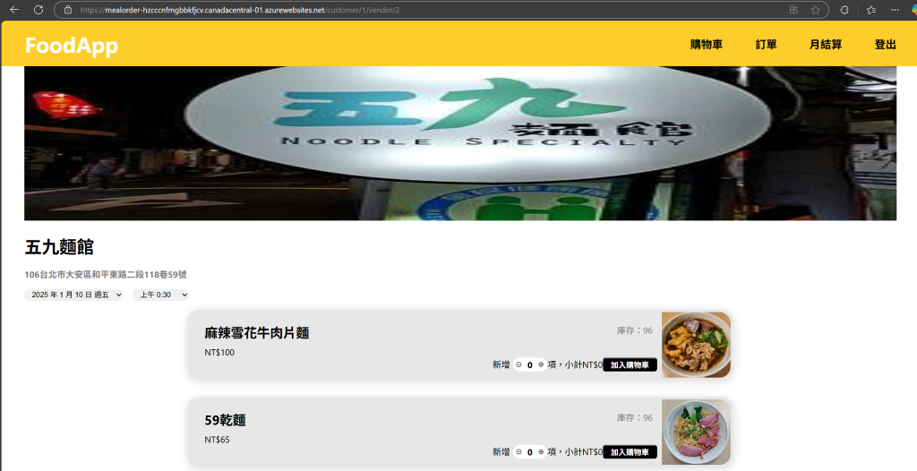 https://mealorder-hzcccnfmgbbkfjcv.canadacentral-01.azurewebsites.net/customer/1/vendor/2
FoodApp
購物車
訂單
月結算
登出
五九
麵館
NOODLE SPECIALTY
五九麵館
106台北市大安區和平東路二段118巷59號
2025 年 1 月 10 日 週五
上午 0:30
麻辣雪花牛肉片麵
庫存：96
NT$100
新增 0 項，小計NT$0 加入購物車
59乾麵
庫存：96
NT$65
新增 0 項，小計NT$0 加入購物車